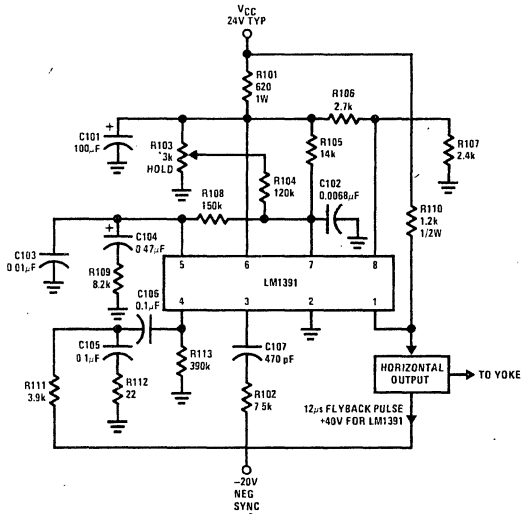 VCC
24V TYP
R101
620
1W
R106
2.7k
C101
100µF
R103
3k
HOLD
R105
14k
R107
2.4k
R104
120k
C102
0.0068µF
R108
150k
R110
1.2k
1/2W
C103
0 01µF
C104
0 47µF
R109
8.2k
5 6 7 8
LM1391
4 3 2 1
C106
0.1µF
C105
0 1µF
R113
390k
C107
470 pF
R111
3.9k
R112
22
R102
7 5k
HORIZONTAL
OUTPUT
TO YOKE
12µs FLYBACK PULSE
+40V FOR LM1391
−20V
NEG
SYNC